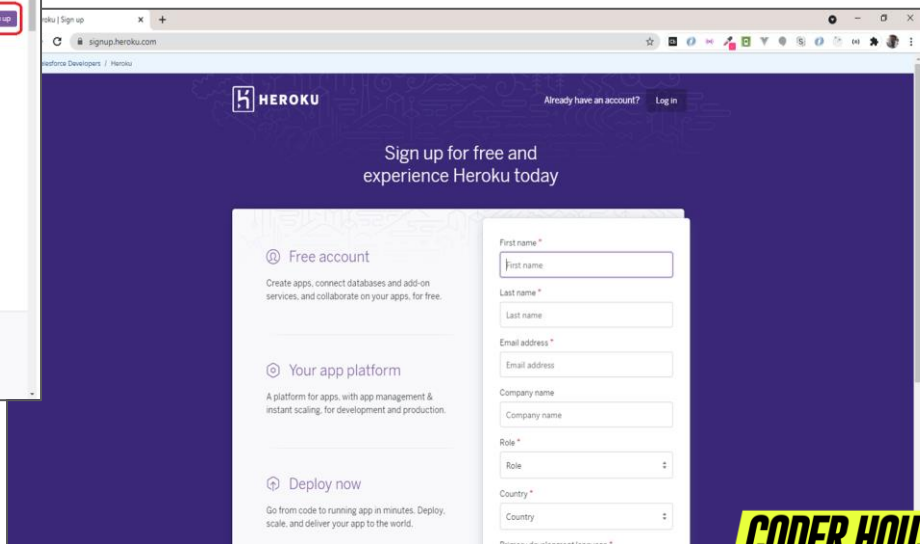 up
roku | Sign up
signup.heroku.com
esforce Developers / Heroku
HEROKU
Already have an account? Log in
Sign up for free and
experience Heroku today
Free account
Create apps, connect databases and add-on
services, and collaborate on your apps, for free.
Your app platform
A platform for apps, with app management &
instant scaling, for development and production.
Deploy now
Go from code to running app in minutes. Deploy,
scale, and deliver your app to the world.
First name *
First name
Last name *
Last name
Email address *
Email address
Company name
Company name
Role *
Role
Country *
Country
Primary development language *
CODER HOU